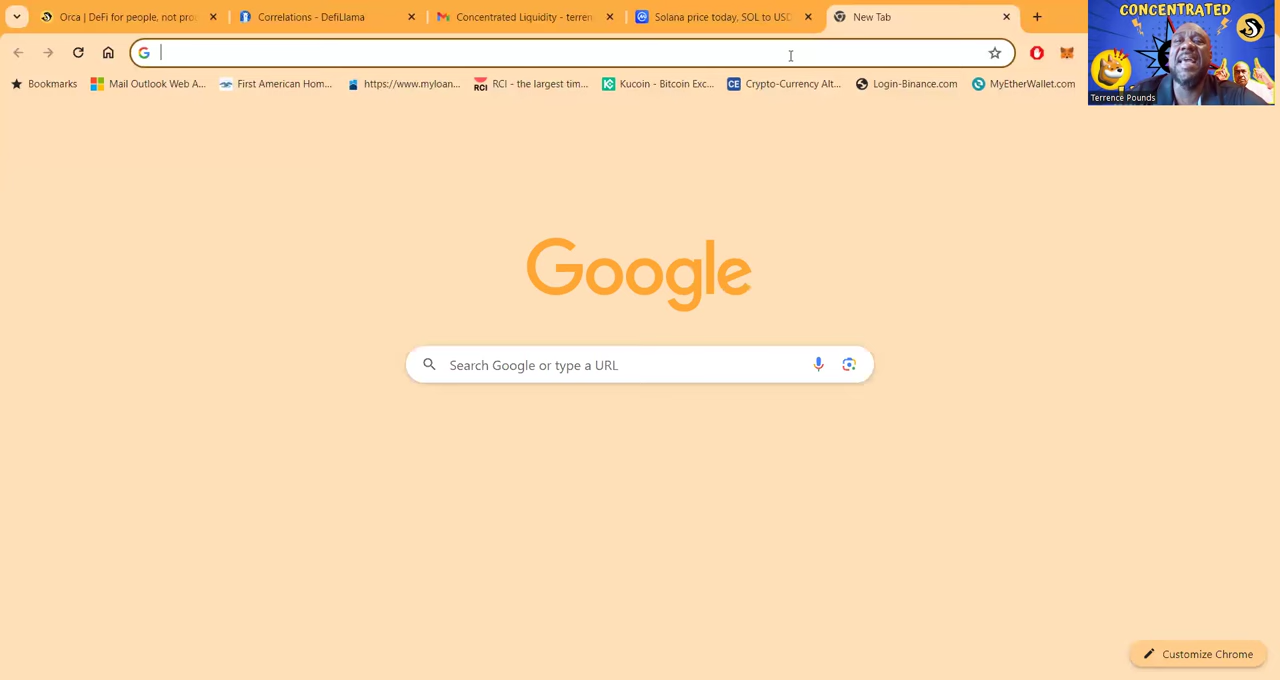 Orca | DeFi for people, not pro
Correlations - DefiLlama
Concentrated Liquidity - terren
Solana price today, SOL to USD
New Tab
Bookmarks
Mail Outlook Web A...
First American Hom...
https://www.myloan...
RCI - the largest tim...
Kucoin - Bitcoin Exc...
CE Crypto-Currency Alt...
Login-Binance.com
MyEtherWallet.com
CONCENTRATED
Terrence Pounds
Google
Search Google or type a URL
Customize Chrome